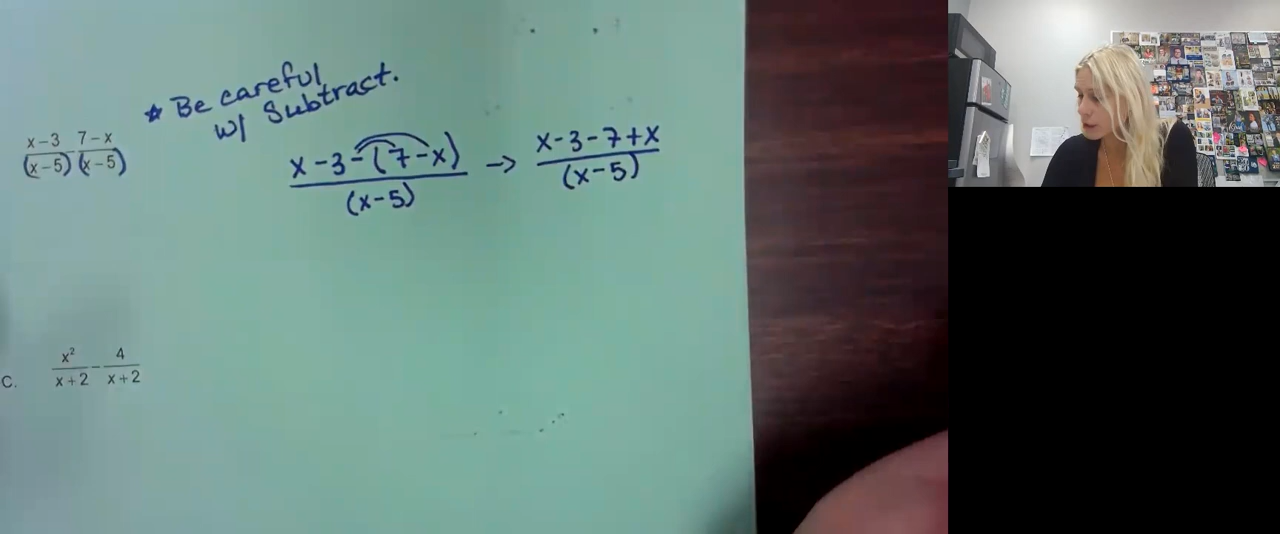 * Be careful
w/ Subtract.
x-3 7-x
(x-5) (x-5)
x-3-(7-x) → x-3-7+x
(x-5) (x-5)
C. x² - 4
x+2 x+2